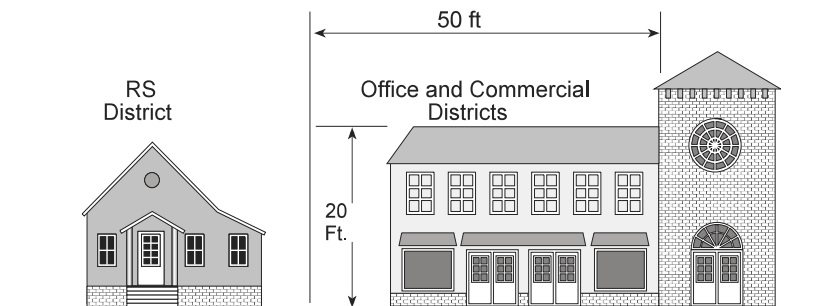 50 ft
RS
District
Office and Commercial
Districts
20
Ft.